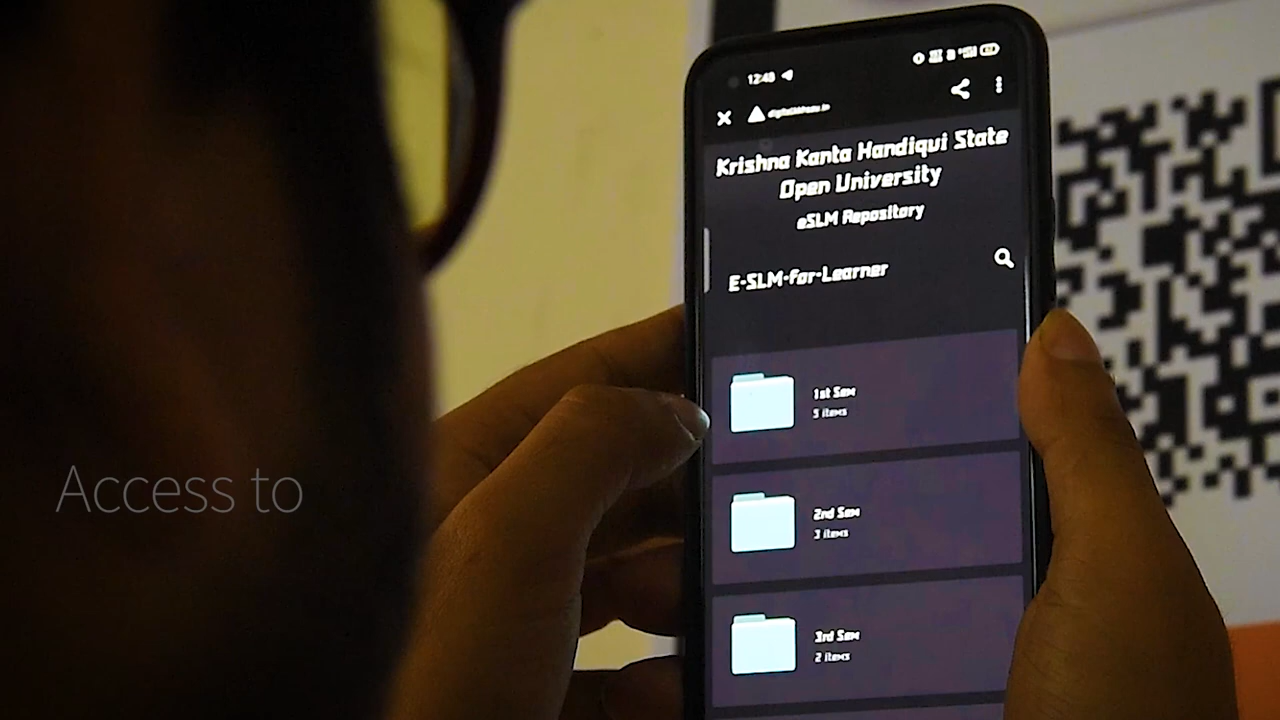 12:48
Krishna Kanta Handiqui State
Open University
eSLM Repository
E-SLM-for-Learner
1st Sem
5 items
2nd Sem
3 items
3rd Sem
2 items
Access to